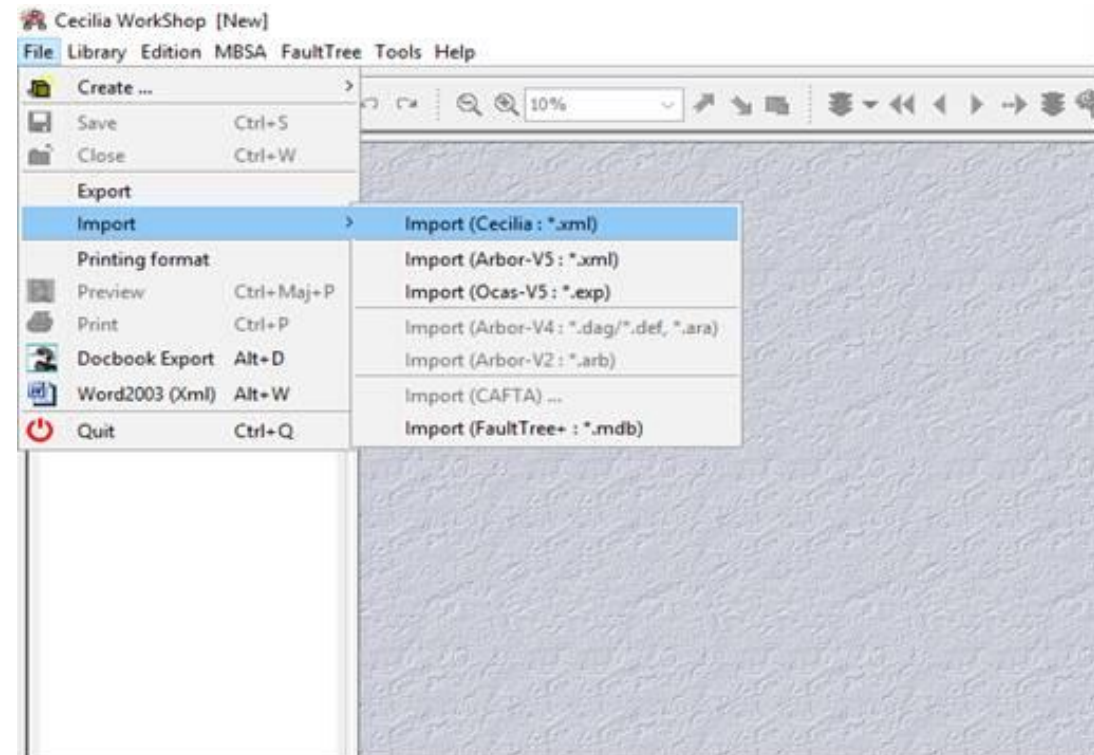 Cecilia WorkShop [New]
File Library Edition MBSA FaultTree Tools Help
Create ... >
10%
Save Ctrl+S
Close Ctrl+W
Export
Import >
Import (Cecilia : *.xml)
Printing format
Import (Arbor-V5 : *.xml)
Preview Ctrl+Maj+P
Import (Ocas-V5 : *.exp)
Print Ctrl+P
Import (Arbor-V4 : *.dag/*.def, *.ara)
Docbook Export Alt+D
Import (Arbor-V2 : *.arb)
Word2003 (Xml) Alt+W
Import (CAFTA) ...
Quit Ctrl+Q
Import (FaultTree+ : *.mdb)